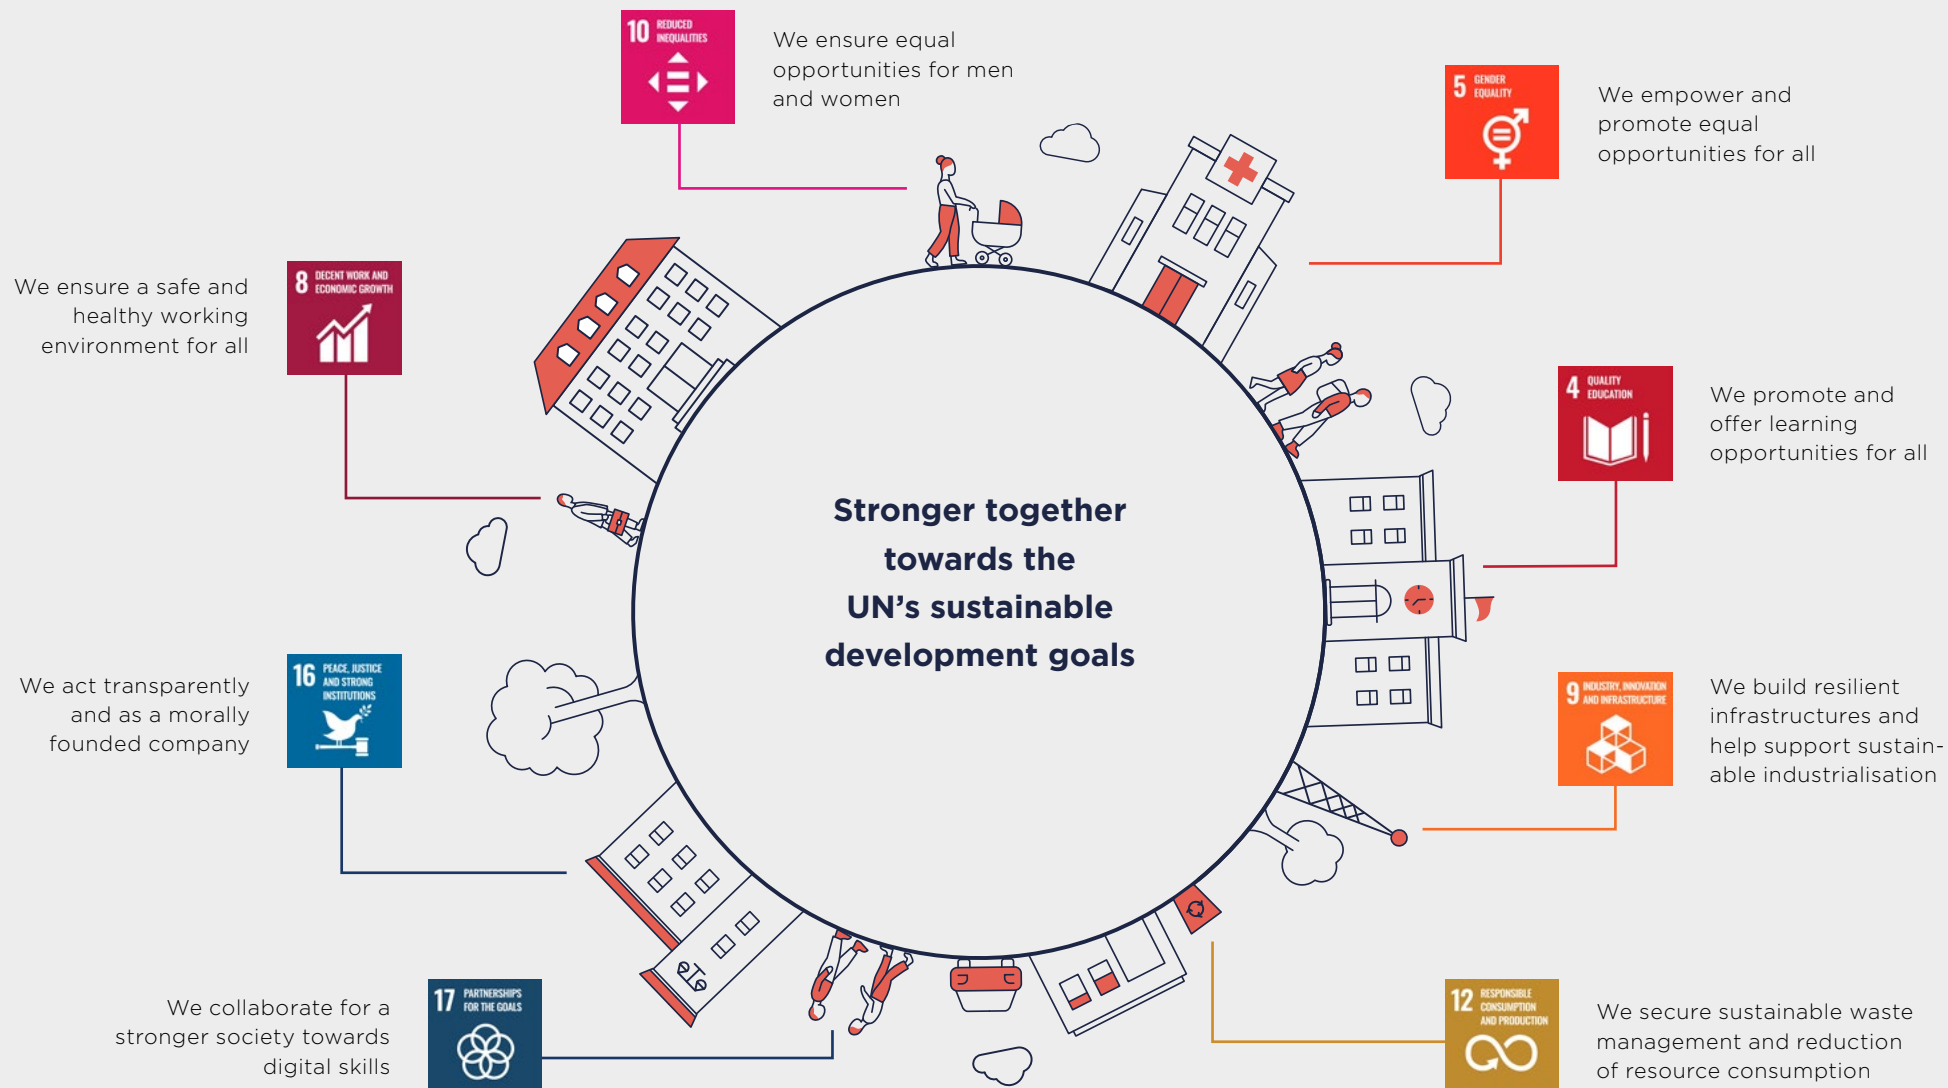 10 REDUCED
INEQUALITIES
We ensure equal
opportunities for men
and women
5 GENDER
EQUALITY
We empower and
promote equal
opportunities for all
We ensure a safe and
healthy working
environment for all
8 DECENT WORK AND
ECONOMIC GROWTH
4 QUALITY
EDUCATION
We promote and
offer learning
opportunities for all
Stronger together
towards the
UN’s sustainable
development goals
We act transparently
and as a morally
founded company
16 PEACE, JUSTICE
AND STRONG
INSTITUTIONS
9 INDUSTRY, INNOVATION
AND INFRASTRUCTURE
We build resilient
infrastructures and
help support sustain-
able industrialisation
We collaborate for a
stronger society towards
digital skills
17 PARTNERSHIPS
FOR THE GOALS
12 RESPONSIBLE
CONSUMPTION
AND PRODUCTION
We secure sustainable waste
management and reduction
of resource consumption